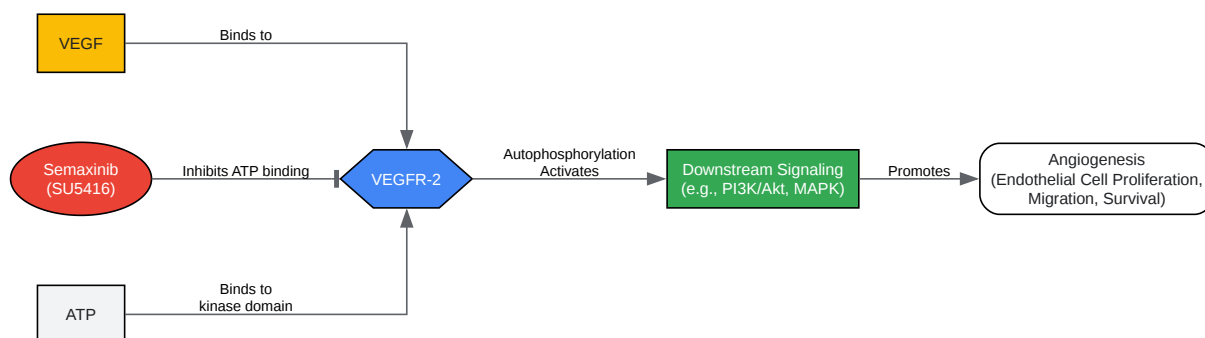 VEGF
Binds to
Semaxinib
(SU5416)
Inhibits ATP binding
VEGFR-2
Autophosphorylation
Activates
Downstream Signaling
(e.g., PI3K/Akt, MAPK)
Promotes
Angiogenesis
(Endothelial Cell Proliferation,
Migration, Survival)
ATP
Binds to
kinase domain